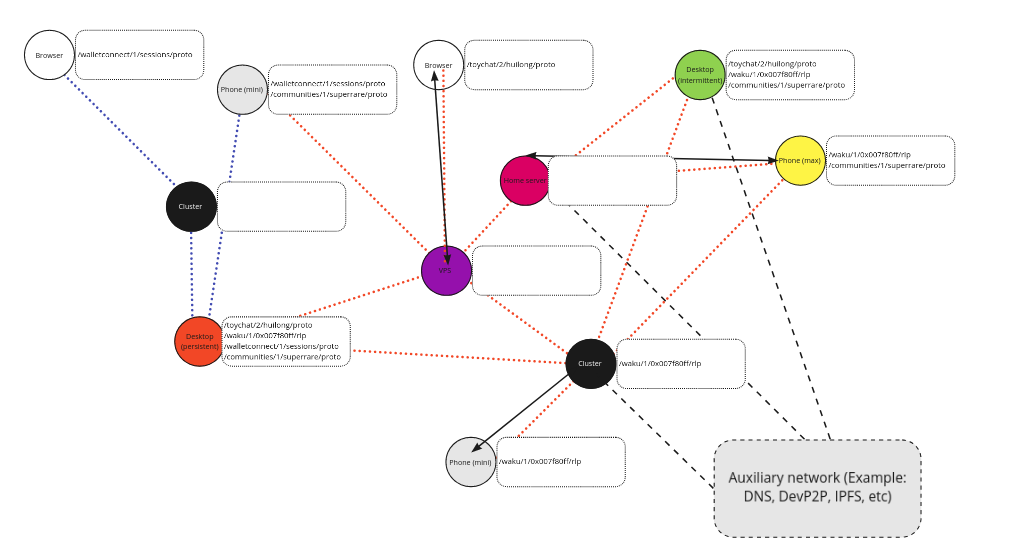 Browser
/walletconnect/1/sessions/proto
Phone (mini)
/walletconnect/1/sessions/proto
/communities/1/superrare/proto
Browser
/toychat/2/huilong/proto
Desktop
(intermittent)
/toychat/2/huilong/proto
/waku/1/0x007f80ff/rlp
/communities/1/superrare/proto
Phone (max)
/waku/1/0x007f80ff/rlp
/communities/1/superrare/proto
Home server
Cluster
VPS
Desktop
(persistent)
/toychat/2/huilong/proto
/waku/1/0x007f80ff/rlp
/walletconnect/1/sessions/proto
/communities/1/superrare/proto
Cluster
/waku/1/0x007f80ff/rlp
Phone (mini)
/waku/1/0x007f80ff/rlp
Auxiliary network (Example:
DNS, DevP2P, IPFS, etc)